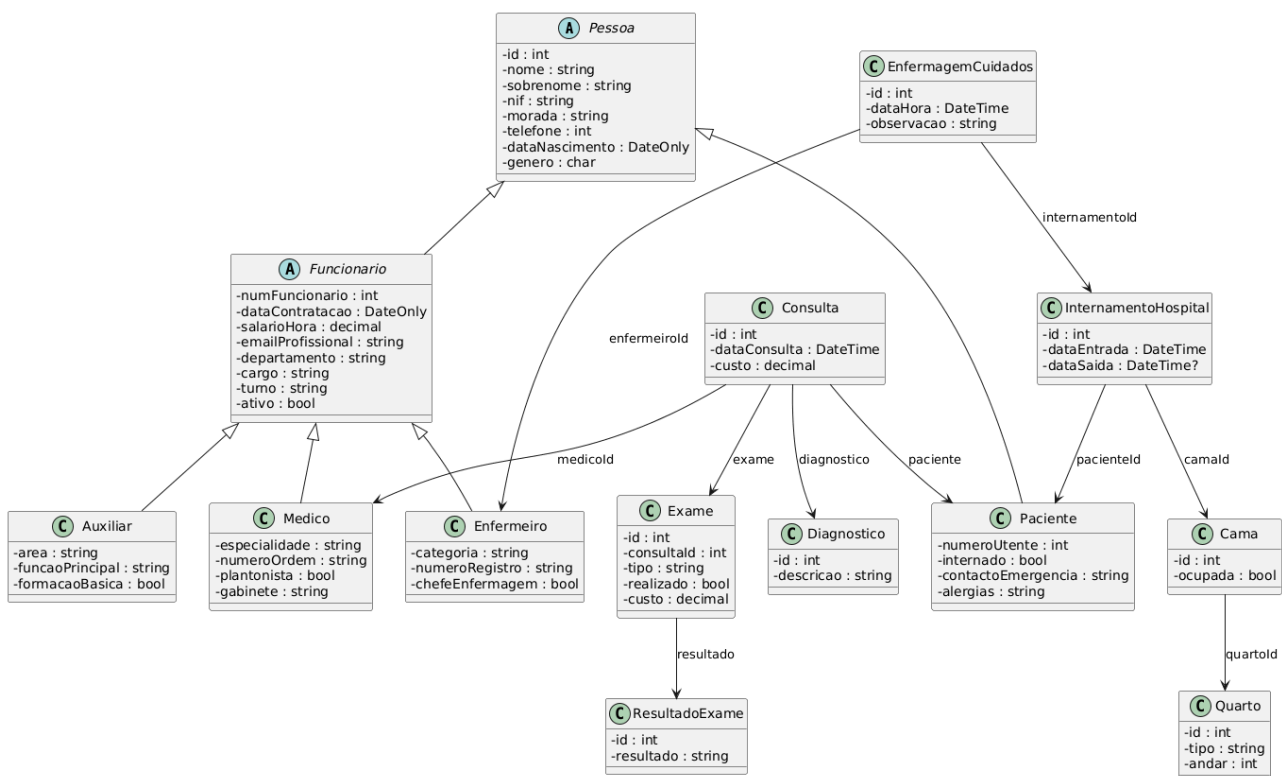 A Pessoa
-id : int
-nome : string
-sobrenome : string
-nif : string
-morada : string
-telefone : int
-dataNascimento : DateOnly
-genero : char
C EnfermagemCuidados
-id : int
-dataHora : DateTime
-observacao : string
internamentoId
A Funcionario
-numFuncionario : int
-dataContratacao : DateOnly
-salarioHora : decimal
-emailProfissional : string
-departamento : string
-cargo : string
-turno : string
-ativo : bool
enfermeiroId
C Consulta
-id : int
-dataConsulta : DateTime
-custo : decimal
C InternamentoHospital
-id : int
-dataEntrada : DateTime
-dataSaida : DateTime?
medicoId
exame
diagnostico
paciente
pacienteId
camaId
C Auxiliar
-area : string
-funcaoPrincipal : string
-formacaoBasica : bool
C Medico
-especialidade : string
-numeroOrdem : string
-plantonista : bool
-gabinete : string
C Enfermeiro
-categoria : string
-numeroRegistro : string
-chefeEnfermagem : bool
C Exame
-id : int
-consultaId : int
-tipo : string
-realizado : bool
-custo : decimal
C Diagnostico
-id : int
-descricao : string
C Paciente
-numeroUtente : int
-internado : bool
-contactoEmergencia : string
-alergias : string
C Cama
-id : int
-ocupada : bool
resultado
quartoId
C ResultadoExame
-id : int
-resultado : string
C Quarto
-id : int
-tipo : string
-andar : int